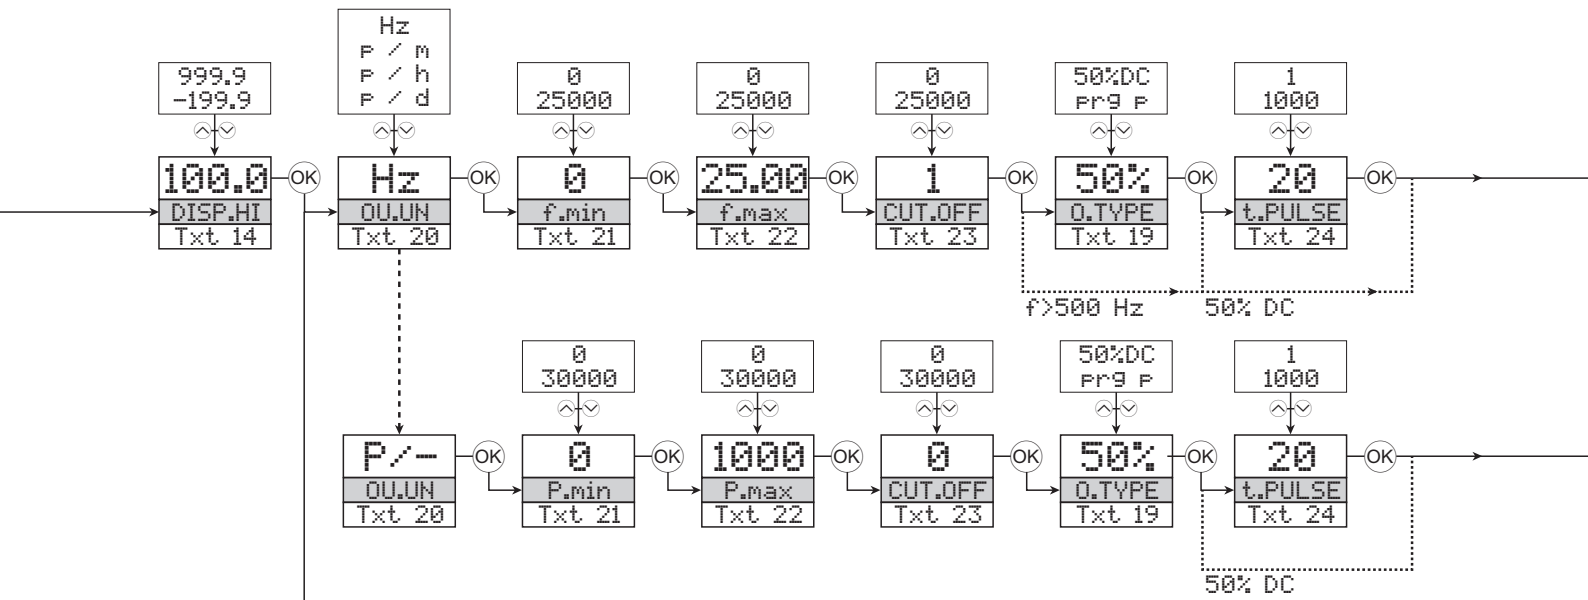 Hz
p / m
p / h
p / d
999.9
-199.9
0
25000
0
25000
0
25000
50%DC
prg p
1
1000
100.0
OK
Hz
OK
0
OK
25.00
OK
1
OK
50%
OK
20
OK
DISP.HI
OU.UN
f.min
f.max
CUT.OFF
O.TYPE
t.PULSE
Txt 14
Txt 20
Txt 21
Txt 22
Txt 23
Txt 19
Txt 24
f>500 Hz
50% DC
0
30000
0
30000
0
30000
50%DC
prg p
1
1000
P/-
OK
0
OK
1000
OK
0
OK
50%
OK
20
OK
OU.UN
P.min
P.max
CUT.OFF
O.TYPE
t.PULSE
Txt 20
Txt 21
Txt 22
Txt 23
Txt 19
Txt 24
50% DC